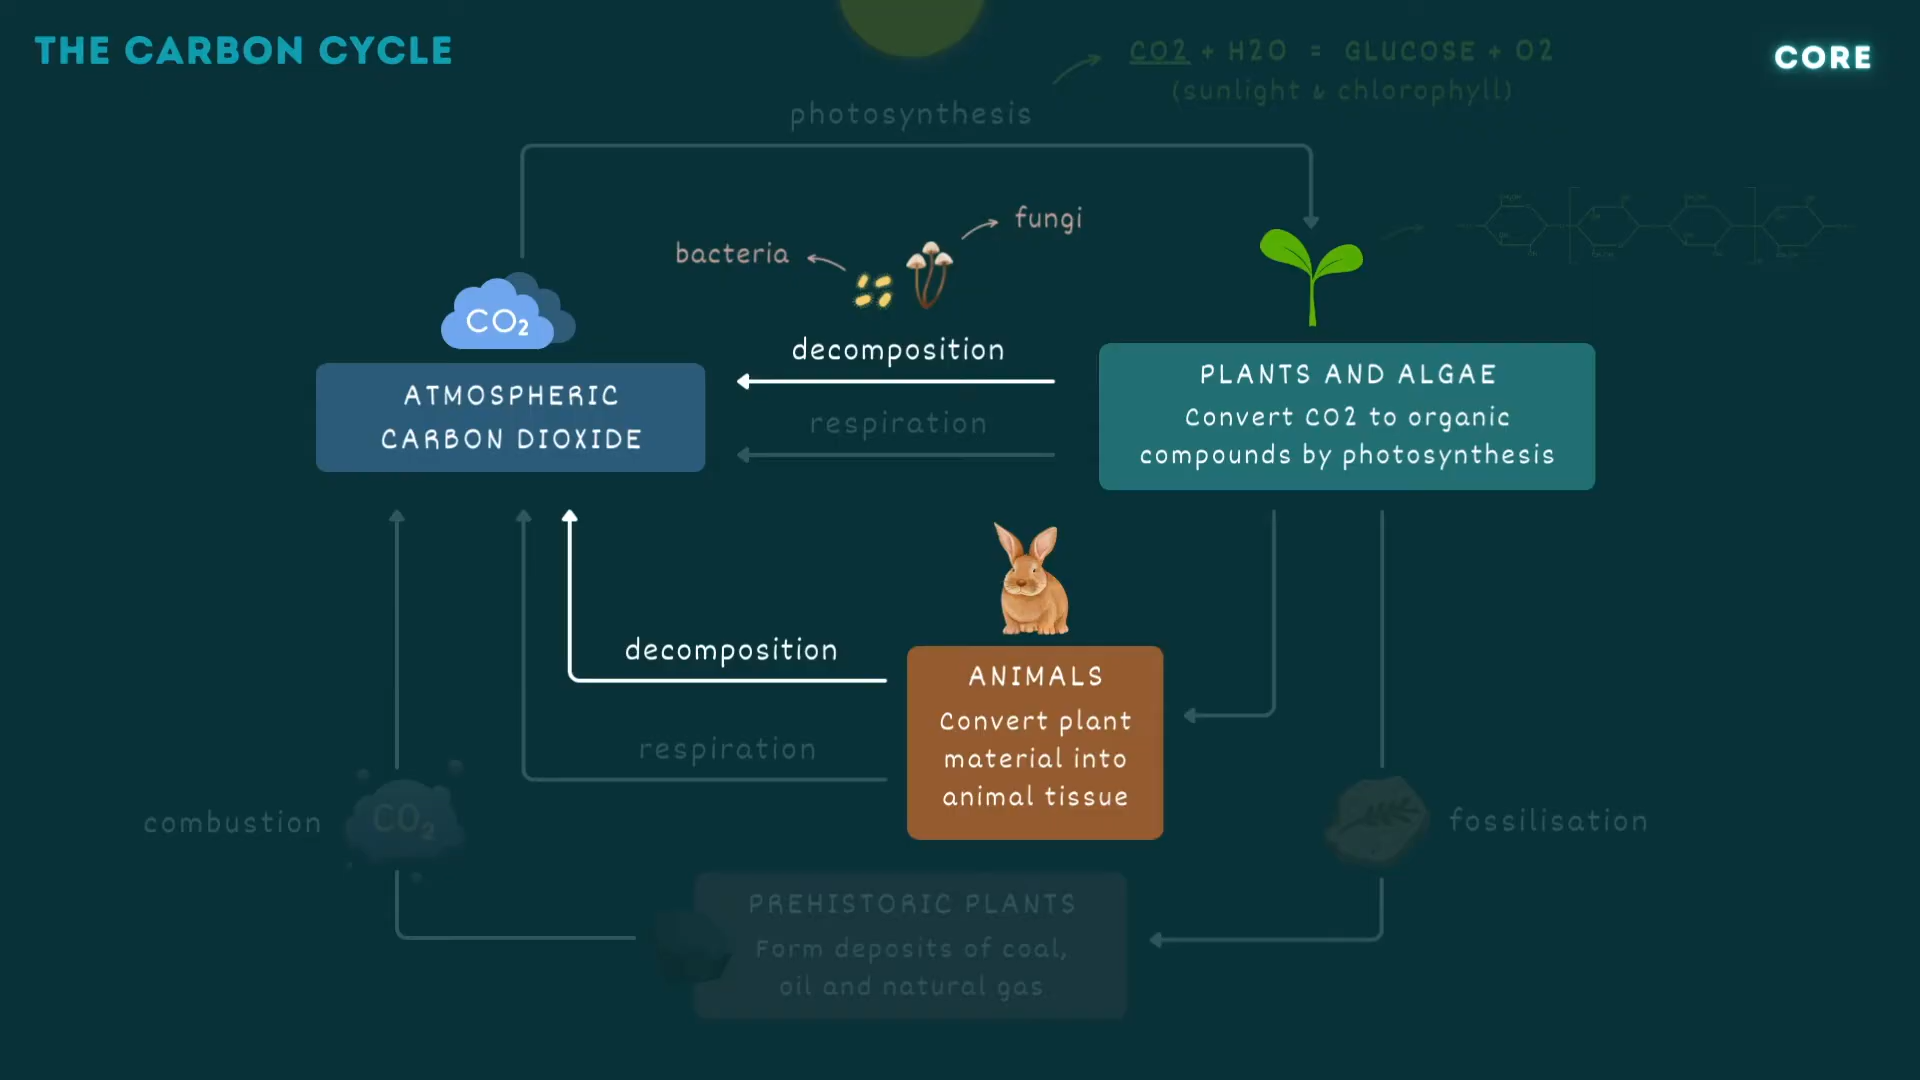 THE CARBON CYCLE
CORE
CO2 + H2O = GLUCOSE + O2
(sunlight & chlorophyll)
photosynthesis
fungi
bacteria
CO₂
decomposition
ATMOSPHERIC
CARBON DIOXIDE
PLANTS AND ALGAE
Convert CO2 to organic
compounds by photosynthesis
respiration
decomposition
ANIMALS
Convert plant
material into
animal tissue
respiration
combustion
CO₂
fossilisation
PREHISTORIC PLANTS
Form deposits of coal,
oil and natural gas